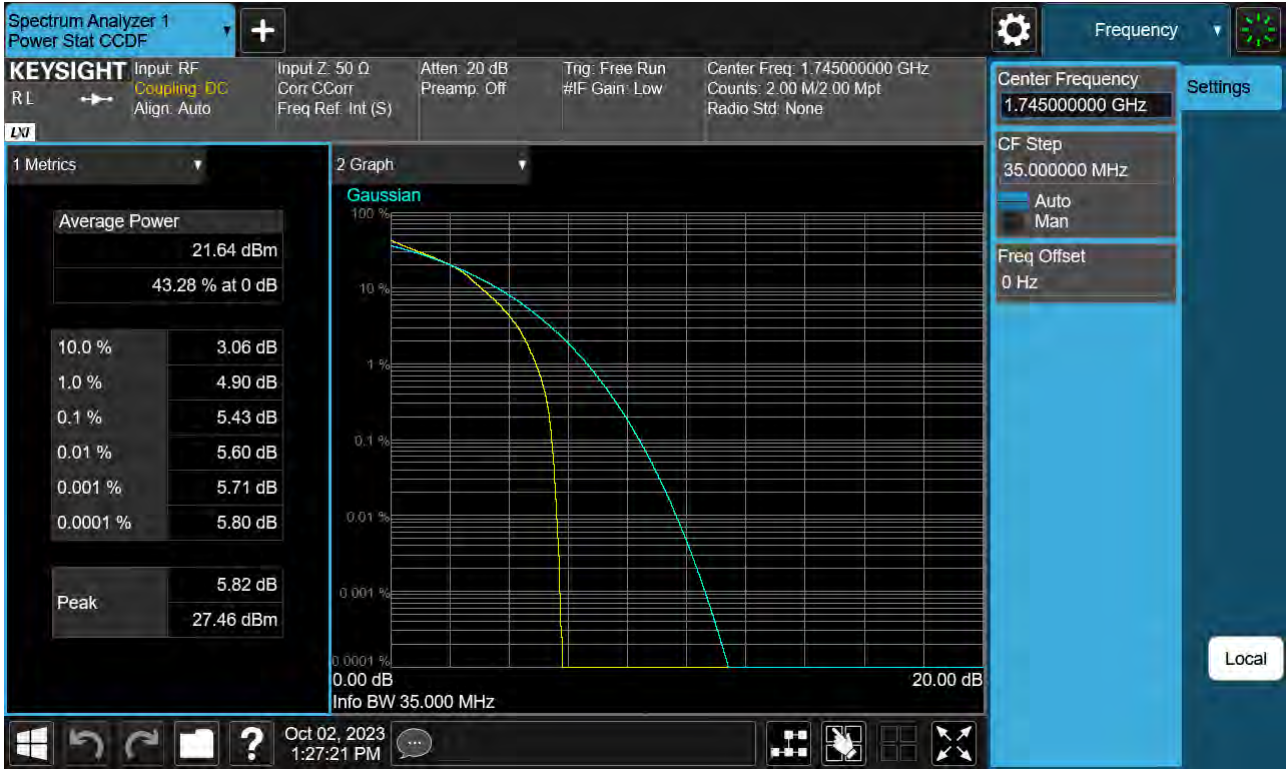 Spectrum Analyzer 1
Power Stat CCDF
+
Frequency
KEYSIGHT
R L
LXI
Input: RF
Coupling: DC
Align: Auto
Input Z: 50 Ω
Corr CCorr
Freq Ref: Int (S)
Atten: 20 dB
Preamp: Off
Trig: Free Run
#IF Gain: Low
Center Freq: 1.745000000 GHz
Counts: 2.00 M/2.00 Mpt
Radio Std: None
Center Frequency
1.745000000 GHz
Settings
CF Step
35.000000 MHz
Auto
Man
Freq Offset
0 Hz
1 Metrics
Average Power
21.64 dBm
43.28 % at 0 dB
10.0 % 3.06 dB
1.0 % 4.90 dB
0.1 % 5.43 dB
0.01 % 5.60 dB
0.001 % 5.71 dB
0.0001 % 5.80 dB
Peak
5.82 dB
27.46 dBm
2 Graph
Gaussian
100 %
10 %
1 %
0.1 %
0.01 %
0.001 %
0.0001 %
0.00 dB 20.00 dB
Info BW 35.000 MHz
Local
?
Oct 02, 2023
1:27:21 PM